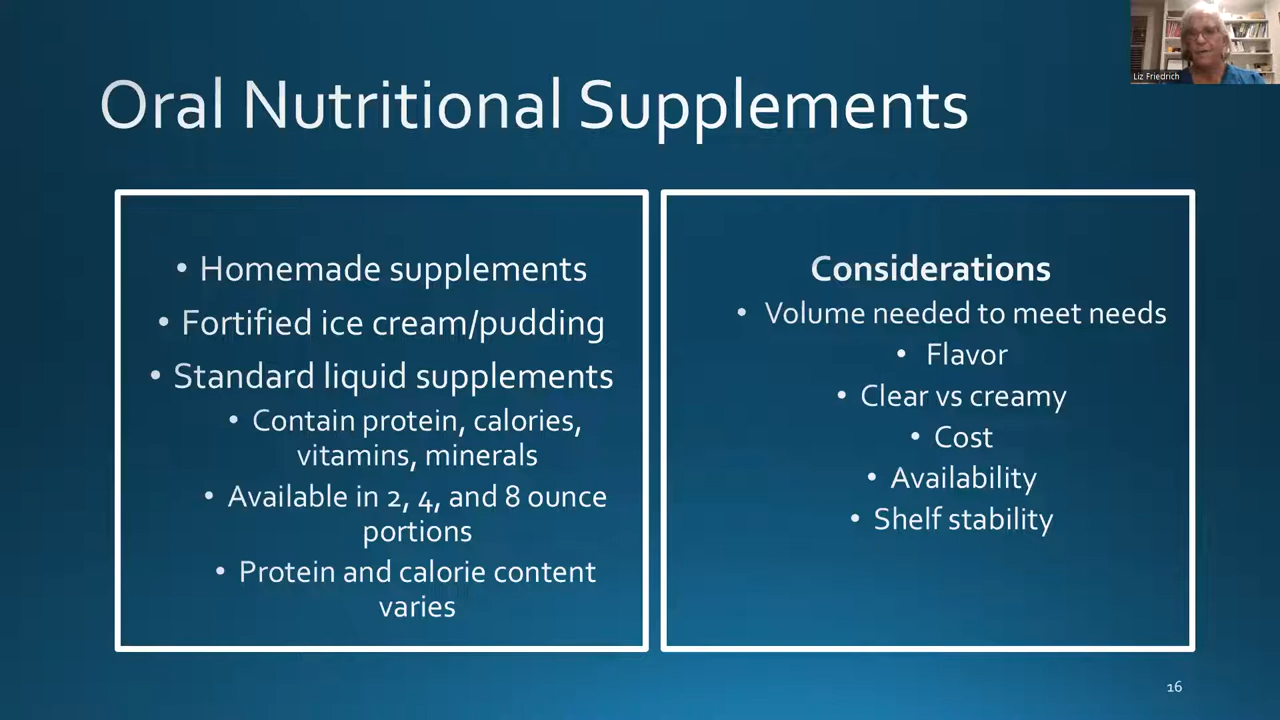 Liz Friedrich
Oral Nutritional Supplements
• Homemade supplements
• Fortified ice cream/pudding
• Standard liquid supplements
• Contain protein, calories,
vitamins, minerals
• Available in 2, 4, and 8 ounce
portions
• Protein and calorie content
varies
Considerations
• Volume needed to meet needs
• Flavor
• Clear vs creamy
• Cost
• Availability
• Shelf stability
16